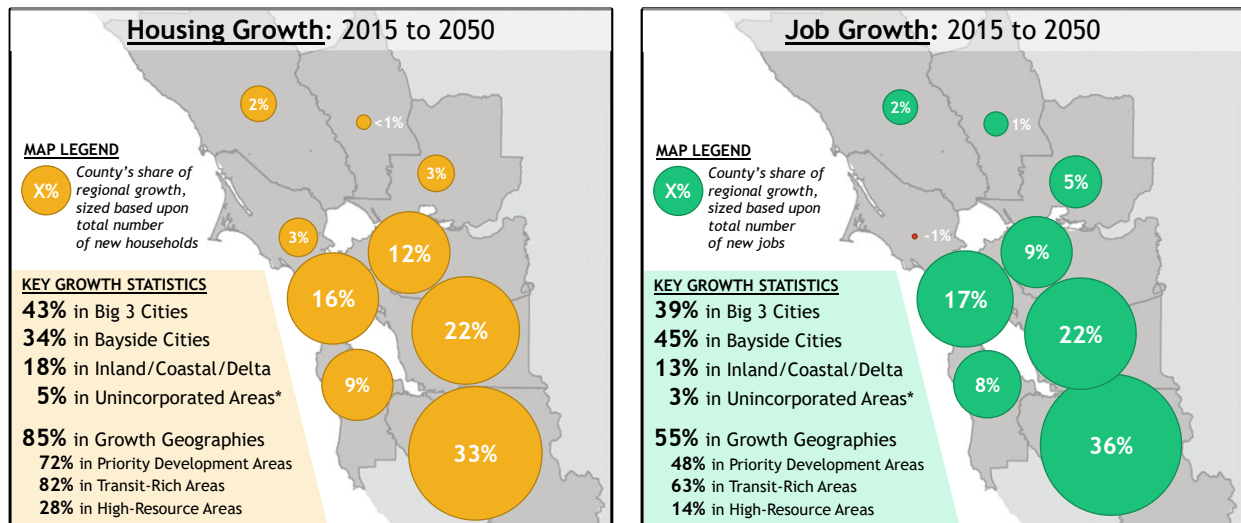 Housing Growth: 2015 to 2050
2%
<1%
MAP LEGEND
X%
County's share of
regional growth,
sized based upon
total number
of new households
3%
3%
12%
16%
22%
9%
33%
KEY GROWTH STATISTICS
43% in Big 3 Cities
34% in Bayside Cities
18% in Inland/Coastal/Delta
5% in Unincorporated Areas*
85% in Growth Geographies
72% in Priority Development Areas
82% in Transit-Rich Areas
28% in High-Resource Areas
Job Growth: 2015 to 2050
2%
1%
MAP LEGEND
X%
County's share of
regional growth,
sized based upon
total number
of new jobs
5%
-1%
9%
17%
22%
8%
36%
KEY GROWTH STATISTICS
39% in Big 3 Cities
45% in Bayside Cities
13% in Inland/Coastal/Delta
3% in Unincorporated Areas*
55% in Growth Geographies
48% in Priority Development Areas
63% in Transit-Rich Areas
14% in High-Resource Areas